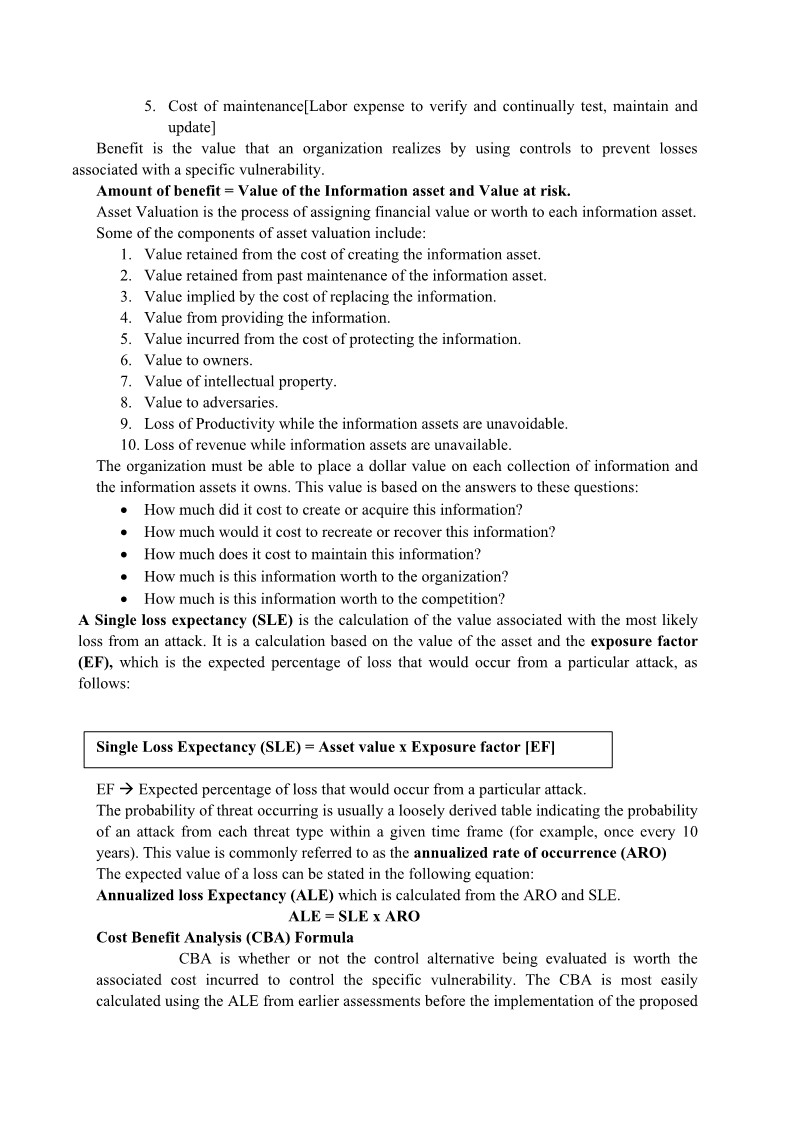 5. Cost of maintenance[Labor expense to verify and continually test, maintain and
update]
Benefit is the value that an organization realizes by using controls to prevent losses
associated with a specific vulnerability.
Amount of benefit = Value of the Information asset and Value at risk.
Asset Valuation is the process of assigning financial value or worth to each information asset.
Some of the components of asset valuation include:
1. Value retained from the cost of creating the information asset.
2. Value retained from past maintenance of the information asset.
3. Value implied by the cost of replacing the information.
4. Value from providing the information.
5. Value incurred from the cost of protecting the information.
6. Value to owners.
7. Value of intellectual property.
8. Value to adversaries.
9. Loss of Productivity while the information assets are unavoidable.
10. Loss of revenue while information assets are unavailable.
The organization must be able to place a dollar value on each collection of information and
the information assets it owns. This value is based on the answers to these questions:
• How much did it cost to create or acquire this information?
• How much would it cost to recreate or recover this information?
• How much does it cost to maintain this information?
• How much is this information worth to the organization?
• How much is this information worth to the competition?
A Single loss expectancy (SLE) is the calculation of the value associated with the most likely
loss from an attack. It is a calculation based on the value of the asset and the exposure factor
(EF), which is the expected percentage of loss that would occur from a particular attack, as
follows:
Single Loss Expectancy (SLE) = Asset value x Exposure factor [EF]
EF → Expected percentage of loss that would occur from a particular attack.
The probability of threat occurring is usually a loosely derived table indicating the probability
of an attack from each threat type within a given time frame (for example, once every 10
years). This value is commonly referred to as the annualized rate of occurrence (ARO)
The expected value of a loss can be stated in the following equation:
Annualized loss Expectancy (ALE) which is calculated from the ARO and SLE.
ALE = SLE x ARO
Cost Benefit Analysis (CBA) Formula
CBA is whether or not the control alternative being evaluated is worth the
associated cost incurred to control the specific vulnerability. The CBA is most easily
calculated using the ALE from earlier assessments before the implementation of the proposed